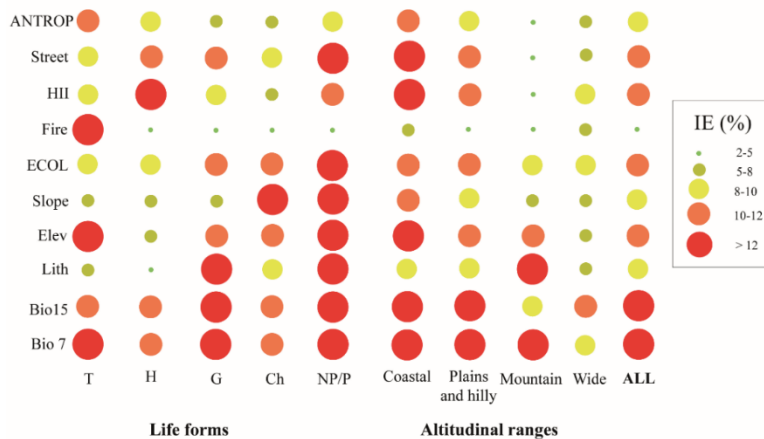 ANTROP
Street
HII
Fire
ECOL
Slope
Elev
Lith
Bio15
Bio 7
T H G Ch NP/P Coastal Plains Mountain Wide ALL
and hilly
Life forms Altitudinal ranges
IE (%)
2-5
5-8
8-10
10-12
> 12